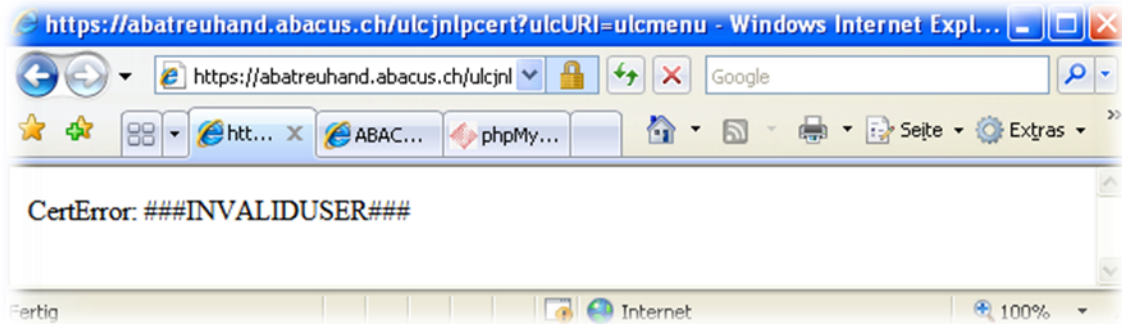 https://abatreuhand.abacus.ch/ulcjnlpcert?ulcURI=ulcmenu - Windows Internet Expl...
https://abatreuhand.abacus.ch/ulcjnl
Google
htt...
ABAC...
phpMy...
Seite
Extras
CertError: ###INVALIDUSER###
Fertig
Internet
100%